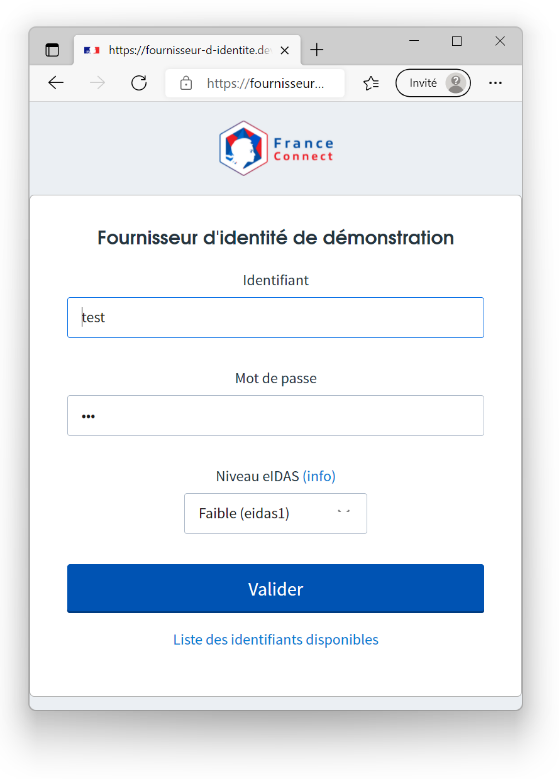 https://fournisseur-d-identite.de
https://fournisseur...
Invité
France
Connect
Fournisseur d'identité de démonstration
Identifiant
test
Mot de passe
•••
Niveau eIDAS (info)
Faible (eidas1)
Valider
Liste des identifiants disponibles